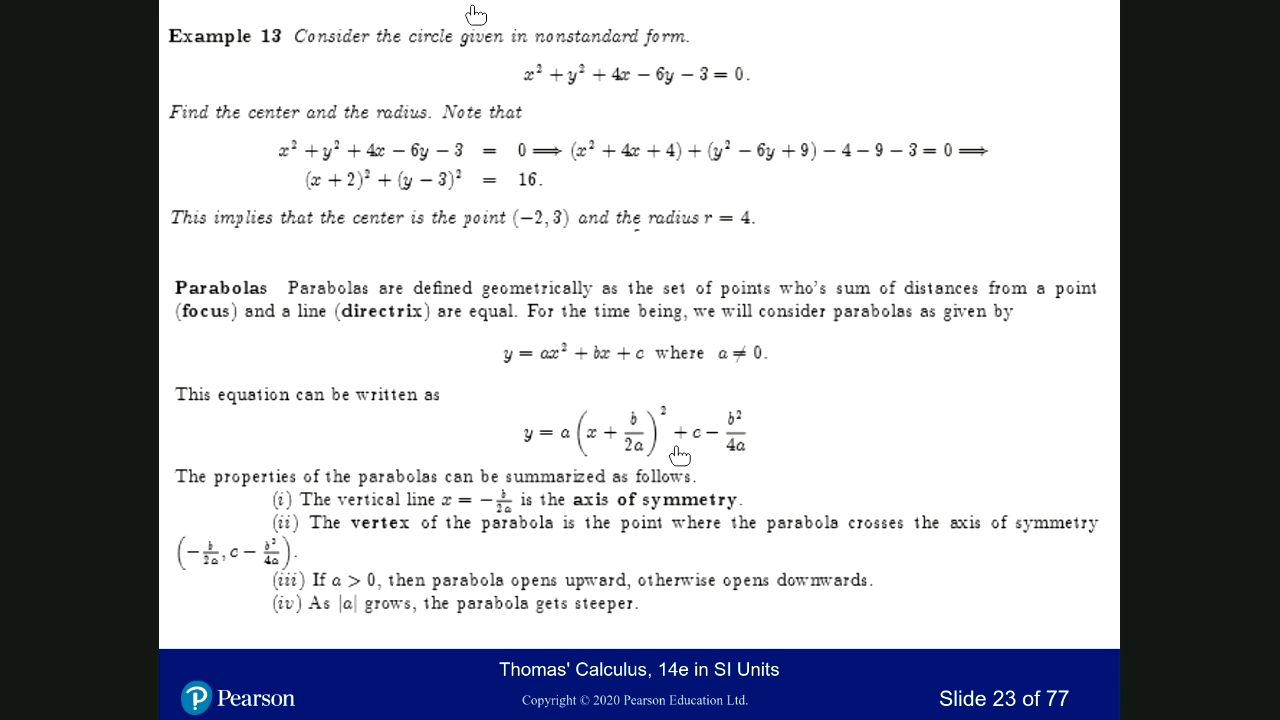 Example 13 Consider the circle given in nonstandard form.
x² + y² + 4x − 6y − 3 = 0.
Find the center and the radius. Note that
x² + y² + 4x − 6y − 3 = 0 ⟹ (x² + 4x + 4) + (y² − 6y + 9) − 4 − 9 − 3 = 0 ⟹
(x + 2)² + (y − 3)² = 16.
This implies that the center is the point (−2, 3) and the radius r = 4.
Parabolas Parabolas are defined geometrically as the set of points who's sum of distances from a point
(focus) and a line (directrix) are equal. For the time being, we will consider parabolas as given by
y = ax² + bx + c where a ≠ 0.
This equation can be written as
y = a(x + b/2a)² + c − b²/4a
The properties of the parabolas can be summarized as follows.
(i) The vertical line x = −b/2a is the axis of symmetry.
(ii) The vertex of the parabola is the point where the parabola crosses the axis of symmetry
(−b/2a, c − b²/4a).
(iii) If a > 0, then parabola opens upward, otherwise opens downwards.
(iv) As |a| grows, the parabola gets steeper.
Thomas' Calculus, 14e in SI Units
P Pearson
Copyright © 2020 Pearson Education Ltd.
Slide 23 of 77